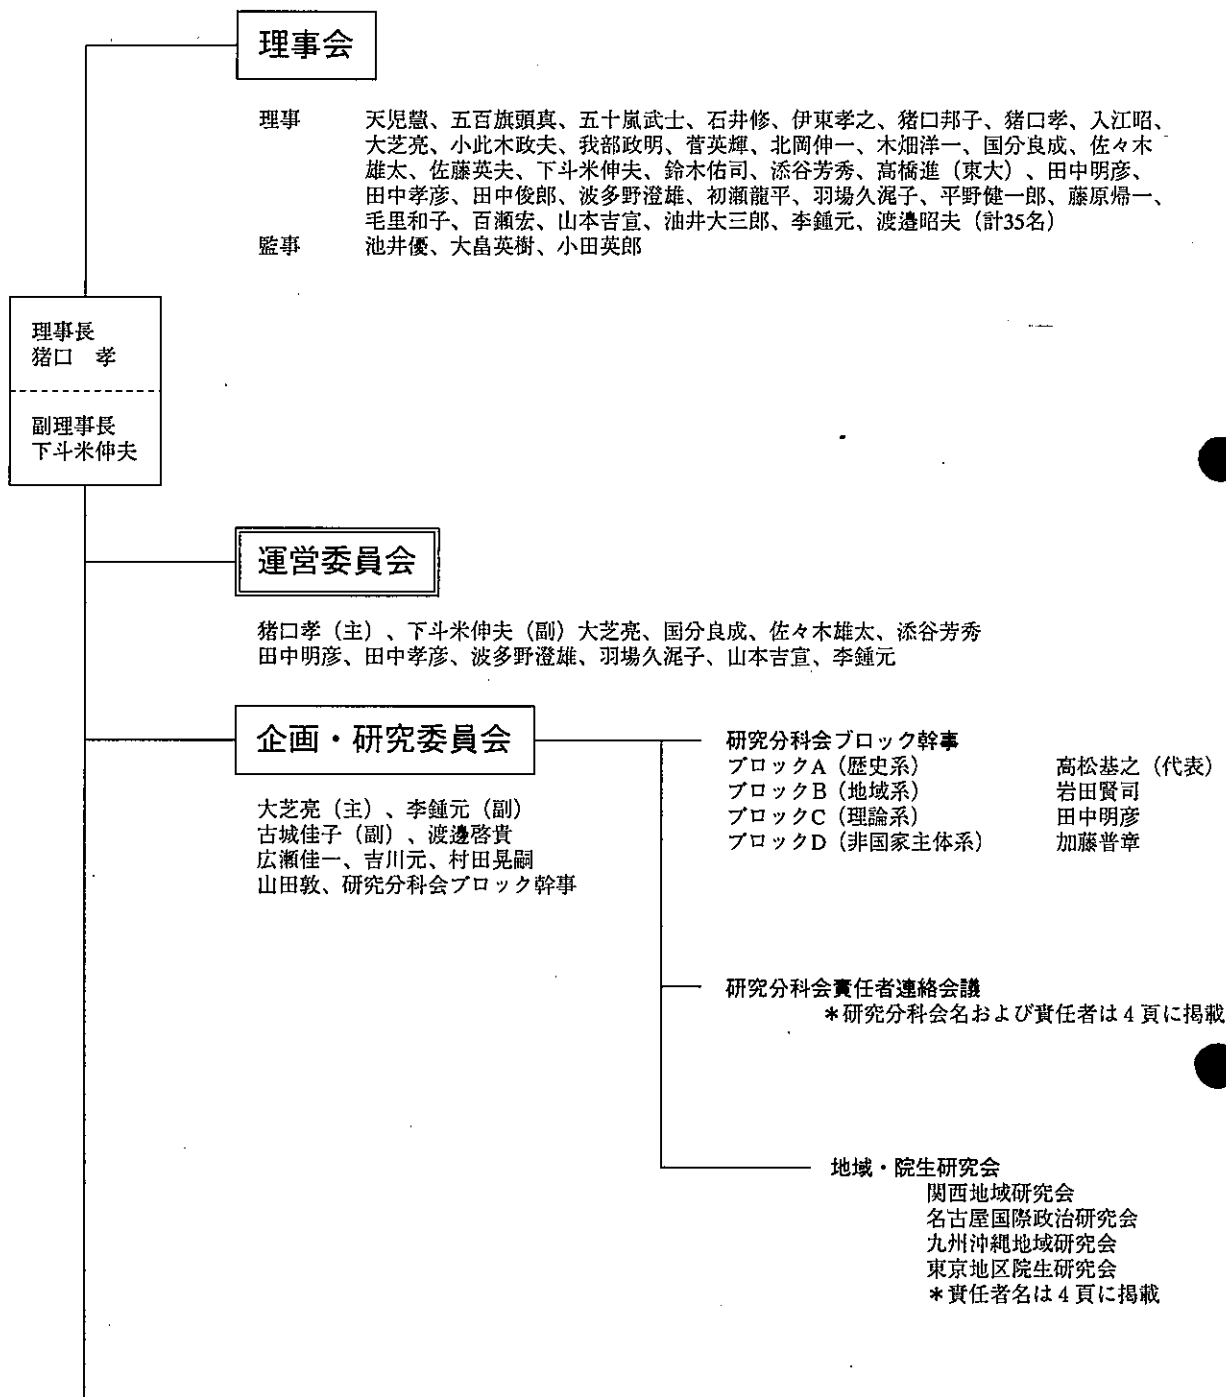 理事会
理事 天児慧、五百旗頭真、五十嵐武士、石井修、伊東孝之、猪口邦子、猪口孝、入江昭、
大芝亮、小此木政夫、我部政明、菅英輝、北岡伸一、木畑洋一、国分良成、佐々木
雄太、佐藤英夫、下斗米伸夫、鈴木佑司、添谷芳秀、高橋進（東大）、田中明彦、
田中孝彦、田中俊郎、波多野澄雄、初瀬龍平、羽場久浘子、平野健一郎、藤原帰一、
毛里和子、百瀬宏、山本吉宣、油井大三郎、李鍾元、渡邉昭夫（計35名）
監事 池井優、大畠英樹、小田英郎
理事長
猪口 孝
副理事長
下斗米伸夫
運営委員会
猪口孝（主）、下斗米伸夫（副）大芝亮、国分良成、佐々木雄太、添谷芳秀
田中明彦、田中孝彦、波多野澄雄、羽場久浘子、山本吉宣、李鍾元
企画・研究委員会
大芝亮（主）、李鍾元（副）
古城佳子（副）、渡邊啓貴
広瀬佳一、吉川元、村田晃嗣
山田敦、研究分科会ブロック幹事
研究分科会ブロック幹事
ブロックA（歴史系） 高松基之（代表）
ブロックB（地域系） 岩田賢司
ブロックC（理論系） 田中明彦
ブロックD（非国家主体系） 加藤普章
研究分科会責任者連絡会議
＊研究分科会名および責任者は4頁に掲載
地域・院生研究会
関西地域研究会
名古屋国際政治研究会
九州沖縄地域研究会
東京地区院生研究会
＊責任者名は4頁に掲載